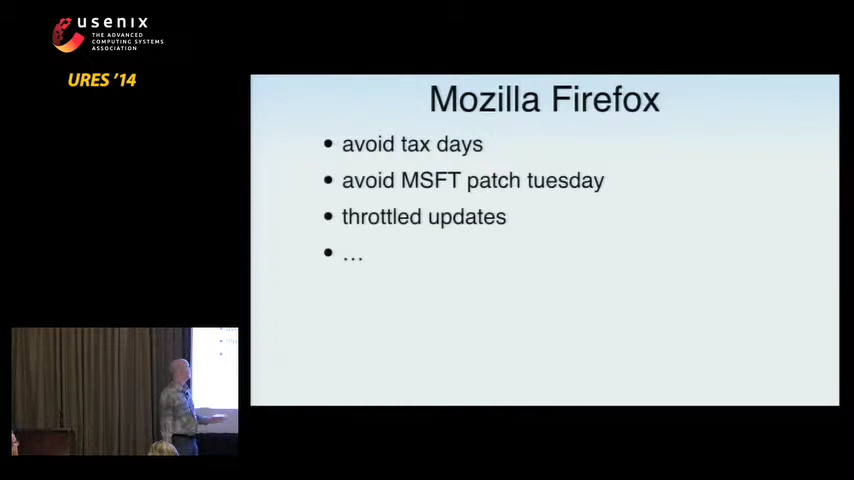 usenix
THE ADVANCED
COMPUTING SYSTEMS
ASSOCIATION
URES '14
Mozilla Firefox
• avoid tax days
• avoid MSFT patch tuesday
• throttled updates
• ...